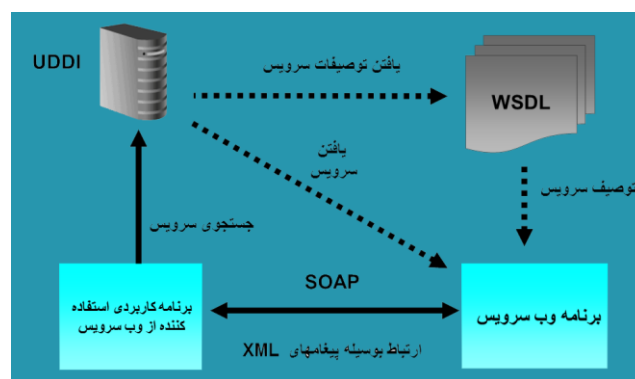 UDDI
یافتن توصیفات سرویس
WSDL
یافتن
سرویس
توصیف سرویس
جستجوی سرویس
برنامه کاربردی استفاده
کننده از وب سرویس
SOAP
برنامه وب سرویس
ارتباط بوسیله پیغامهای XML